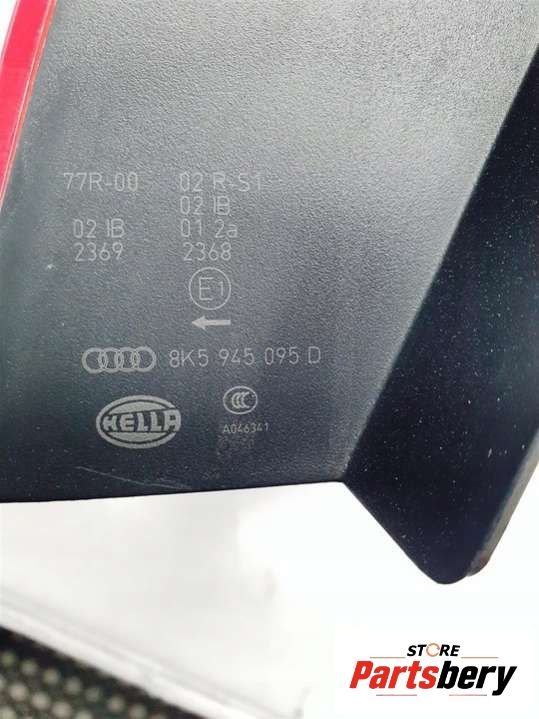 77R-00 02 R-S1
02 IB
02 IB 01 2a
2369 2368
E1
8K5 945 095 D
HELLA
CCC
A046341
STORE
Partsbery